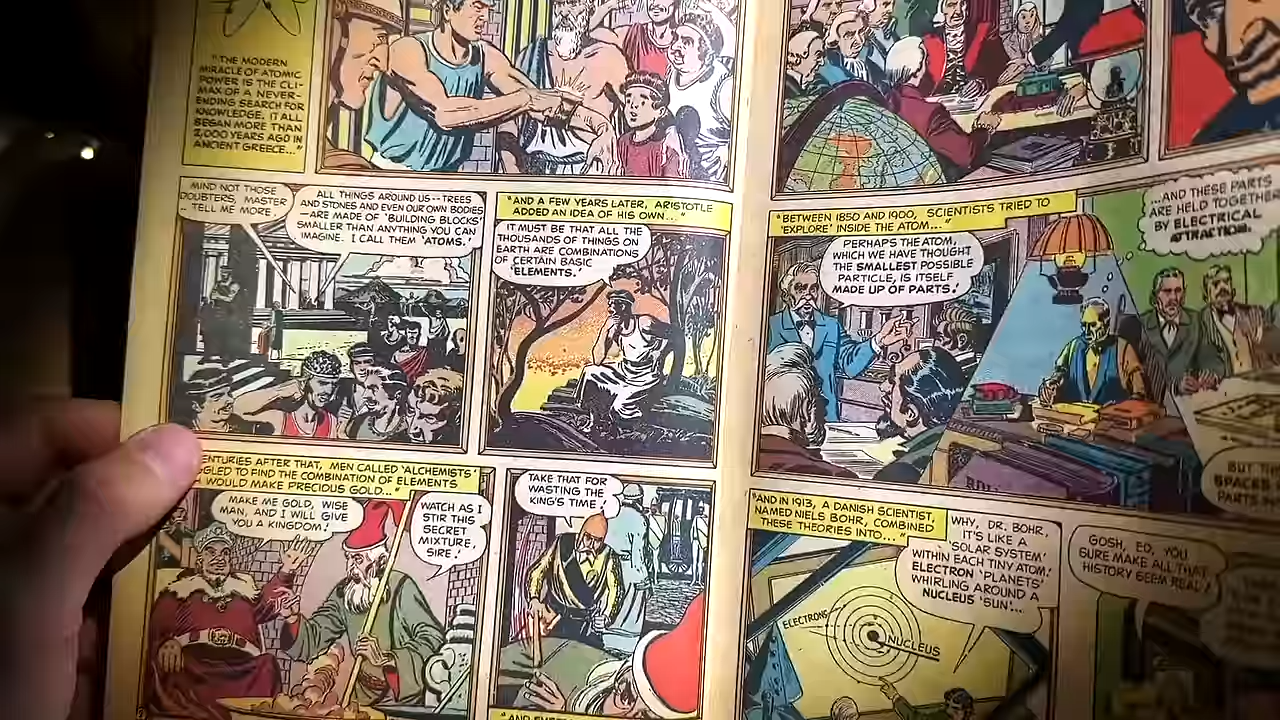 "THE MODERN
MIRACLE OF ATOMIC
POWER IS THE CLI-
MAX OF A NEVER-
ENDING SEARCH FOR
KNOWLEDGE. IT ALL
BEGAN MORE THAN
2,000 YEARS AGO IN
ANCIENT GREECE..."
MIND NOT THOSE
DOUBTERS, MASTER
TELL ME MORE.
ALL THINGS AROUND US--TREES
AND STONES AND EVEN OUR OWN BODIES
--ARE MADE OF 'BUILDING BLOCKS'
SMALLER THAN ANYTHING YOU CAN
IMAGINE. I CALL THEM 'ATOMS.'
"AND A FEW YEARS LATER, ARISTOTLE
ADDED AN IDEA OF HIS OWN..."
IT MUST BE THAT ALL THE
THOUSANDS OF THINGS ON
EARTH ARE COMBINATIONS
OF CERTAIN BASIC
'ELEMENTS.'
ENTURIES AFTER THAT, MEN CALLED 'ALCHEMISTS'
GGLED TO FIND THE COMBINATION OF ELEMENTS
WOULD MAKE PRECIOUS GOLD..."
MAKE ME GOLD, WISE
MAN, AND I WILL GIVE
YOU A KINGDOM!
WATCH AS I
STIR THIS
SECRET
MIXTURE,
SIRE!
TAKE THAT FOR
WASTING THE
KING'S TIME!
"BETWEEN 1850 AND 1900, SCIENTISTS TRIED TO
'EXPLORE' INSIDE THE ATOM..."
PERHAPS THE ATOM,
WHICH WE HAVE THOUGHT
THE SMALLEST POSSIBLE
PARTICLE, IS ITSELF
MADE UP OF PARTS!
...AND THESE PARTS
ARE HELD TOGETHER
BY ELECTRICAL
ATTRACTION.
BUT TH
SPACES
PARTS
"AND IN 1913, A DANISH SCIENTIST,
NAMED NIELS BOHR, COMBINED
THESE THEORIES INTO..."
WHY, DR. BOHR,
IT'S LIKE A
'SOLAR SYSTEM'
WITHIN EACH TINY ATOM!
ELECTRON 'PLANETS'
WHIRLING AROUND A
NUCLEUS 'SUN'...
ELECTRONS
NUCLEUS
GOSH, ED, YOU
SURE MAKE ALL THAT
HISTORY SEEM REAL!